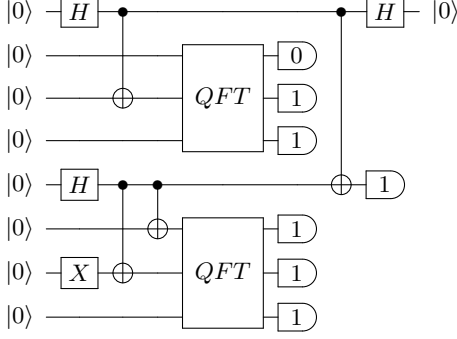 |0⟩ H H |0⟩
|0⟩ 0
|0⟩ QFT 1
|0⟩ 1
|0⟩ H 1
|0⟩ 1
|0⟩ X QFT 1
|0⟩ 1